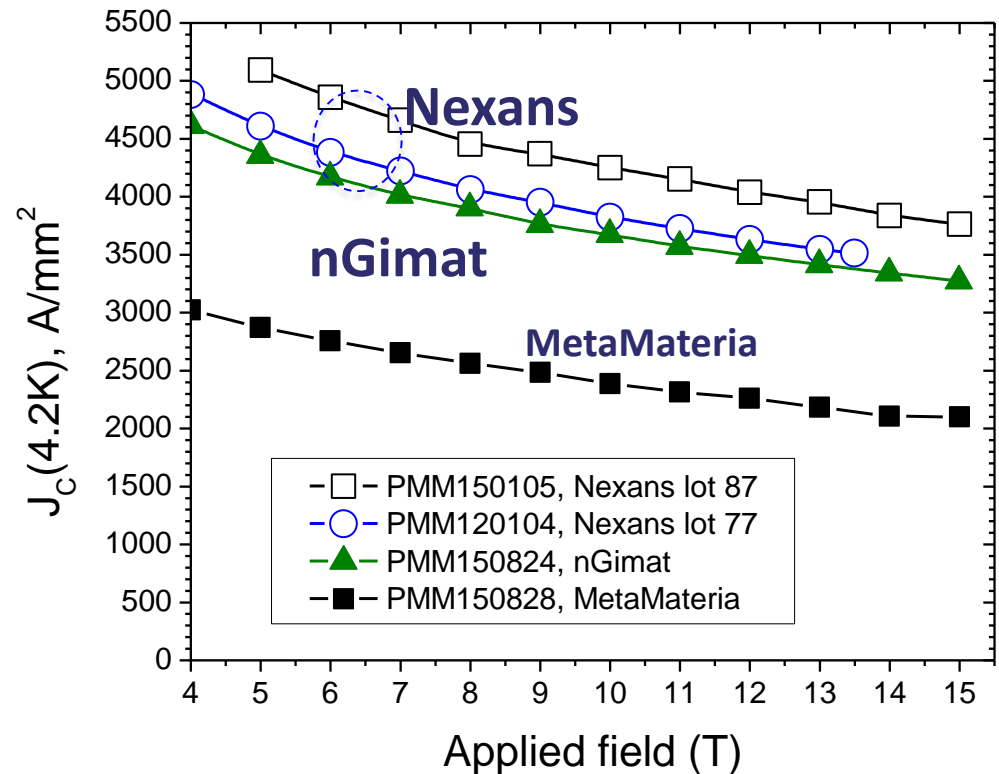 5500
5000
4500
4000
3500
3000
2500
2000
1500
1000
500
0
J_C(4.2K), A/mm²
Nexans
nGimat
MetaMateria
PMM150105, Nexans lot 87
PMM120104, Nexans lot 77
PMM150824, nGimat
PMM150828, MetaMateria
4 5 6 7 8 9 10 11 12 13 14 15
Applied field (T)